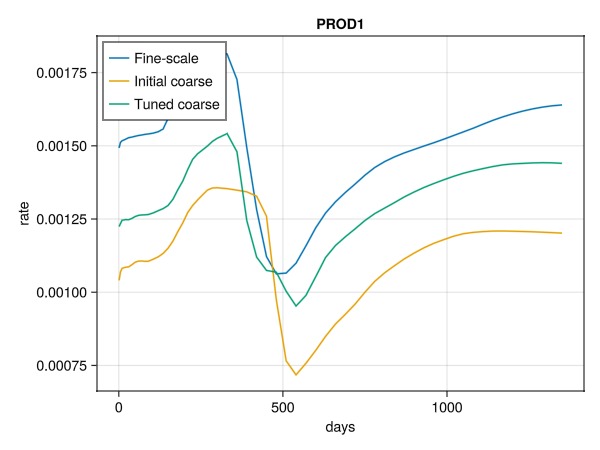 PROD1
Fine-scale
Initial coarse
Tuned coarse
0.00175
0.00150
0.00125
0.00100
0.00075
rate
0 500 1000
days